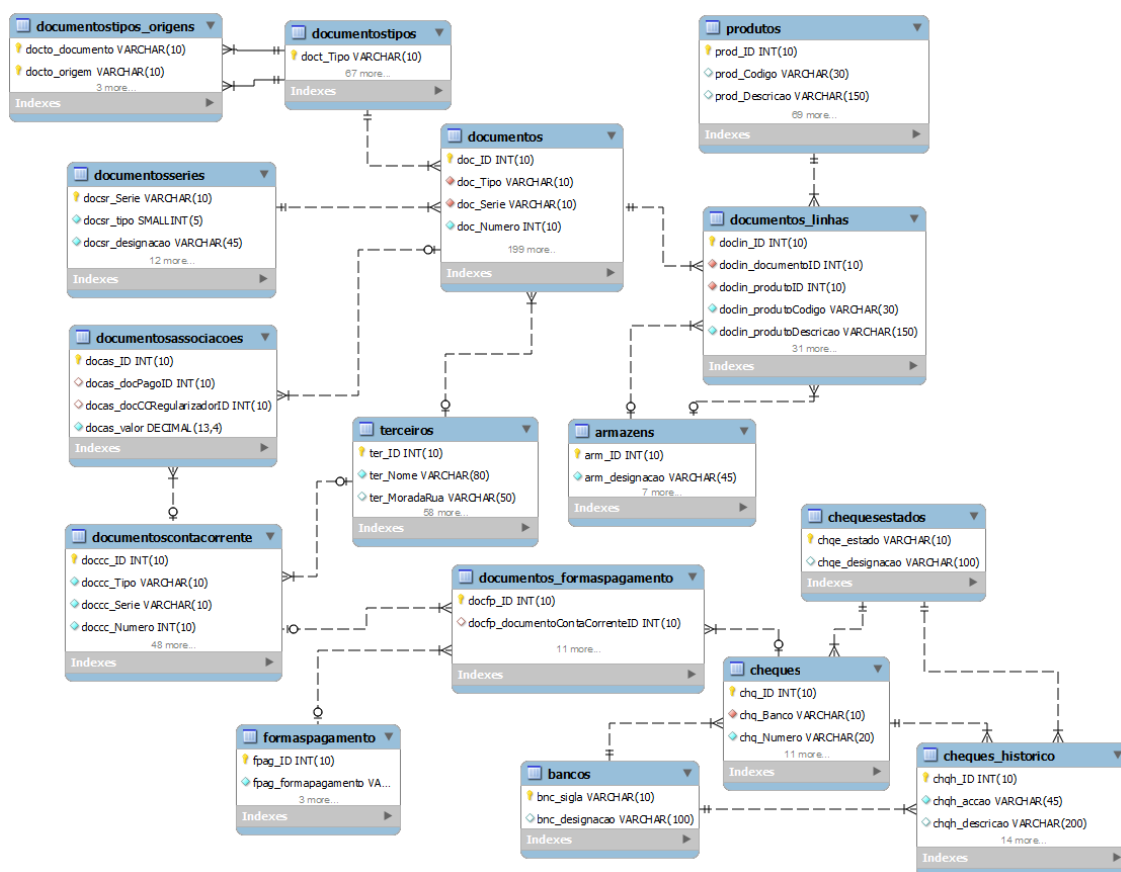 documentostipos_origens
docto_documento VARCHAR(10)
docto_origem VARCHAR(10)
3 more...
Indexes
documentostipos
doct_Tipo VARCHAR(10)
67 more...
Indexes
produtos
prod_ID INT(10)
prod_Codigo VARCHAR(30)
prod_Descricao VARCHAR(150)
69 more...
Indexes
documentos
doc_ID INT(10)
doc_Tipo VARCHAR(10)
doc_Serie VARCHAR(10)
doc_Numero INT(10)
199 more...
Indexes
documentosseries
docsr_Serie VARCHAR(10)
docsr_tipo SMALLINT(5)
docsr_designacao VARCHAR(45)
12 more...
Indexes
documentos_linhas
doclin_ID INT(10)
doclin_documentoID INT(10)
doclin_produtoID INT(10)
doclin_produtoCodigo VARCHAR(30)
doclin_produtoDescricao VARCHAR(150)
31 more...
Indexes
documentosassociacoes
docas_ID INT(10)
docas_docPagoID INT(10)
docas_docCCRegularizadorID INT(10)
docas_valor DECIMAL(13,4)
Indexes
terceiros
ter_ID INT(10)
ter_Nome VARCHAR(80)
ter_MoradaRua VARCHAR(50)
58 more...
Indexes
armazens
arm_ID INT(10)
arm_designacao VARCHAR(45)
7 more...
Indexes
documentoscontacorrente
doccc_ID INT(10)
doccc_Tipo VARCHAR(10)
doccc_Serie VARCHAR(10)
doccc_Numero INT(10)
48 more...
Indexes
chequesestados
chqe_estado VARCHAR(10)
chqe_designacao VARCHAR(100)
Indexes
documentos_formaspagamento
docfp_ID INT(10)
docfp_documentoContaCorrenteID INT(10)
11 more...
Indexes
cheques
chq_ID INT(10)
chq_Banco VARCHAR(10)
chq_Numero VARCHAR(20)
11 more...
Indexes
formaspagamento
fpag_ID INT(10)
fpag_formapagamento VA...
3 more...
Indexes
bancos
bnc_sigla VARCHAR(10)
bnc_designacao VARCHAR(100)
Indexes
cheques_historico
chqh_ID INT(10)
chqh_accao VARCHAR(45)
chqh_descricao VARCHAR(200)
14 more...
Indexes